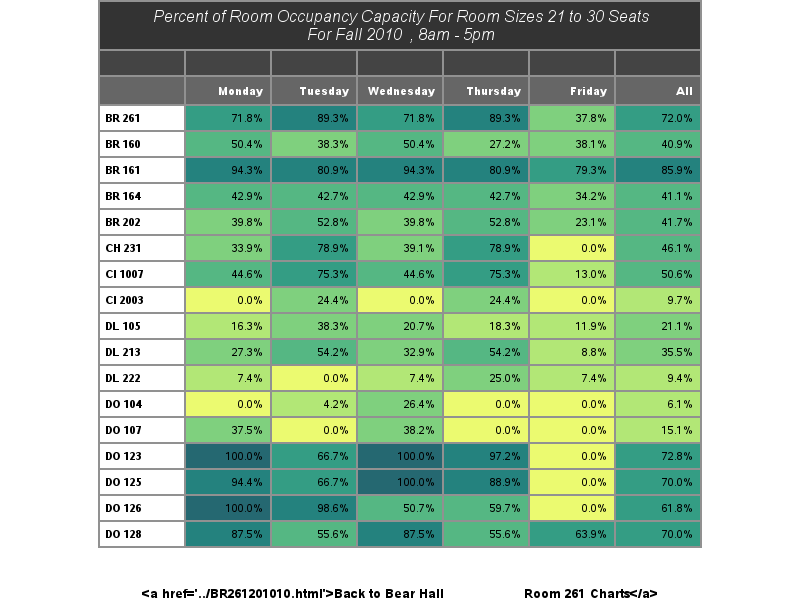 Percent of Room Occupancy Capacity For Room Sizes 21 to 30 Seats
For Fall 2010 , 8am - 5pm
Monday Tuesday Wednesday Thursday Friday All
BR 261 71.8% 89.3% 71.8% 89.3% 37.8% 72.0%
BR 160 50.4% 38.3% 50.4% 27.2% 38.1% 40.9%
BR 161 94.3% 80.9% 94.3% 80.9% 79.3% 85.9%
BR 164 42.9% 42.7% 42.9% 42.7% 34.2% 41.1%
BR 202 39.8% 52.8% 39.8% 52.8% 23.1% 41.7%
CH 231 33.9% 78.9% 39.1% 78.9% 0.0% 46.1%
CI 1007 44.6% 75.3% 44.6% 75.3% 13.0% 50.6%
CI 2003 0.0% 24.4% 0.0% 24.4% 0.0% 9.7%
DL 105 16.3% 38.3% 20.7% 18.3% 11.9% 21.1%
DL 213 27.3% 54.2% 32.9% 54.2% 8.8% 35.5%
DL 222 7.4% 0.0% 7.4% 25.0% 7.4% 9.4%
DO 104 0.0% 4.2% 26.4% 0.0% 0.0% 6.1%
DO 107 37.5% 0.0% 38.2% 0.0% 0.0% 15.1%
DO 123 100.0% 66.7% 100.0% 97.2% 0.0% 72.8%
DO 125 94.4% 66.7% 100.0% 88.9% 0.0% 70.0%
DO 126 100.0% 98.6% 50.7% 59.7% 0.0% 61.8%
DO 128 87.5% 55.6% 87.5% 55.6% 63.9% 70.0%
<a href='../BR261201010.html'>Back to Bear Hall Room 261 Charts</a>